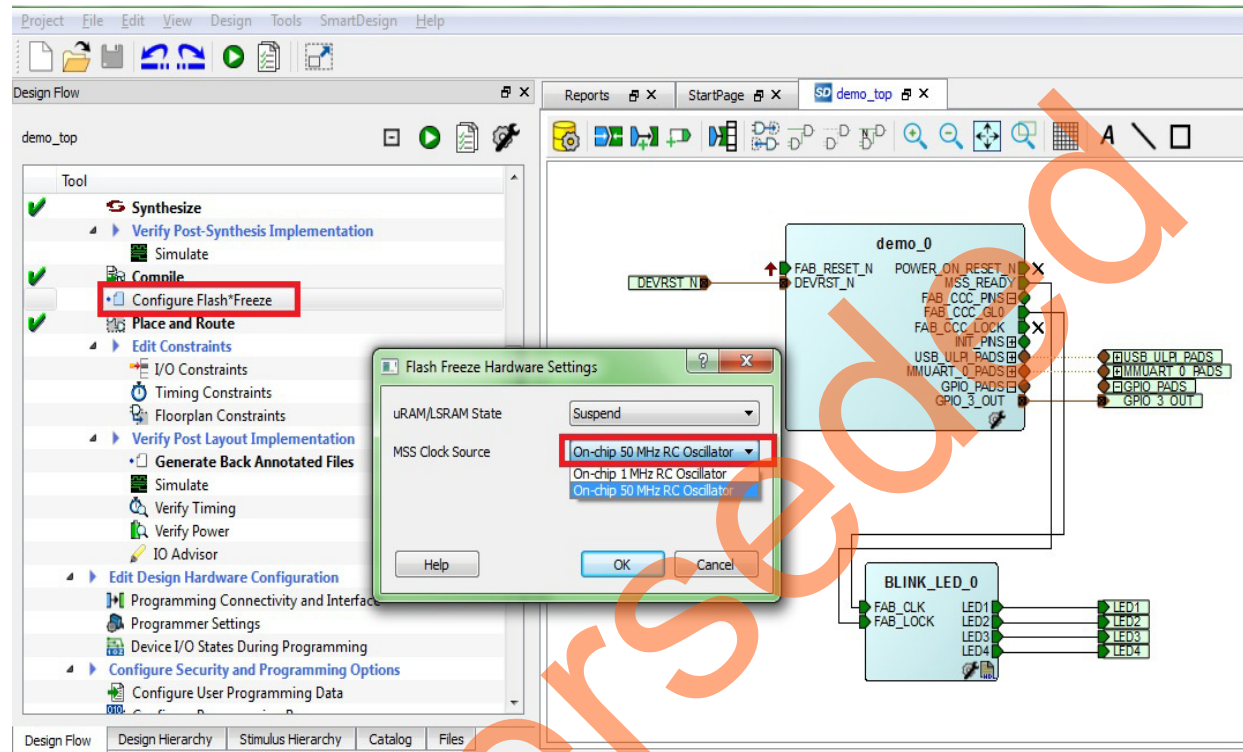 Project File Edit View Design Tools SmartDesign Help
Design Flow
Reports StartPage SD demo_top
demo_top
Tool
Synthesize
Verify Post-Synthesis Implementation
Simulate
Compile
Configure Flash*Freeze
Place and Route
Edit Constraints
I/O Constraints
Timing Constraints
Floorplan Constraints
Verify Post Layout Implementation
Generate Back Annotated Files
Simulate
Verify Timing
Verify Power
IO Advisor
Edit Design Hardware Configuration
Programming Connectivity and Interface
Programmer Settings
Device I/O States During Programming
Configure Security and Programming Options
Configure User Programming Data
Design Flow Design Hierarchy Stimulus Hierarchy Catalog Files
Flash Freeze Hardware Settings
uRAM/LSRAM State Suspend
MSS Clock Source On-chip 50 MHz RC Oscillator
On-chip 1 MHz RC Oscillator
On-chip 50 MHz RC Oscillator
Help OK Cancel
demo_0
FAB_RESET_N POWER_ON_RESET_N
DEVRST_N DEVRST_N MSS_READY
FAB_CCC_PINS
FAB_CCC_GL0
FAB_CCC_LOCK
INIT_PINS
USB_ULPI_PADS USB_ULPI_PADS
MMUART_0_PADS MMUART_0_PADS
GPIO_PADS GPIO_PADS
GPIO_3_OUT GPIO_3_OUT
BLINK_LED_0
FAB_CLK LED1 LED1
FAB_LOCK LED2 LED2
LED3 LED3
LED4 LED4
HDL